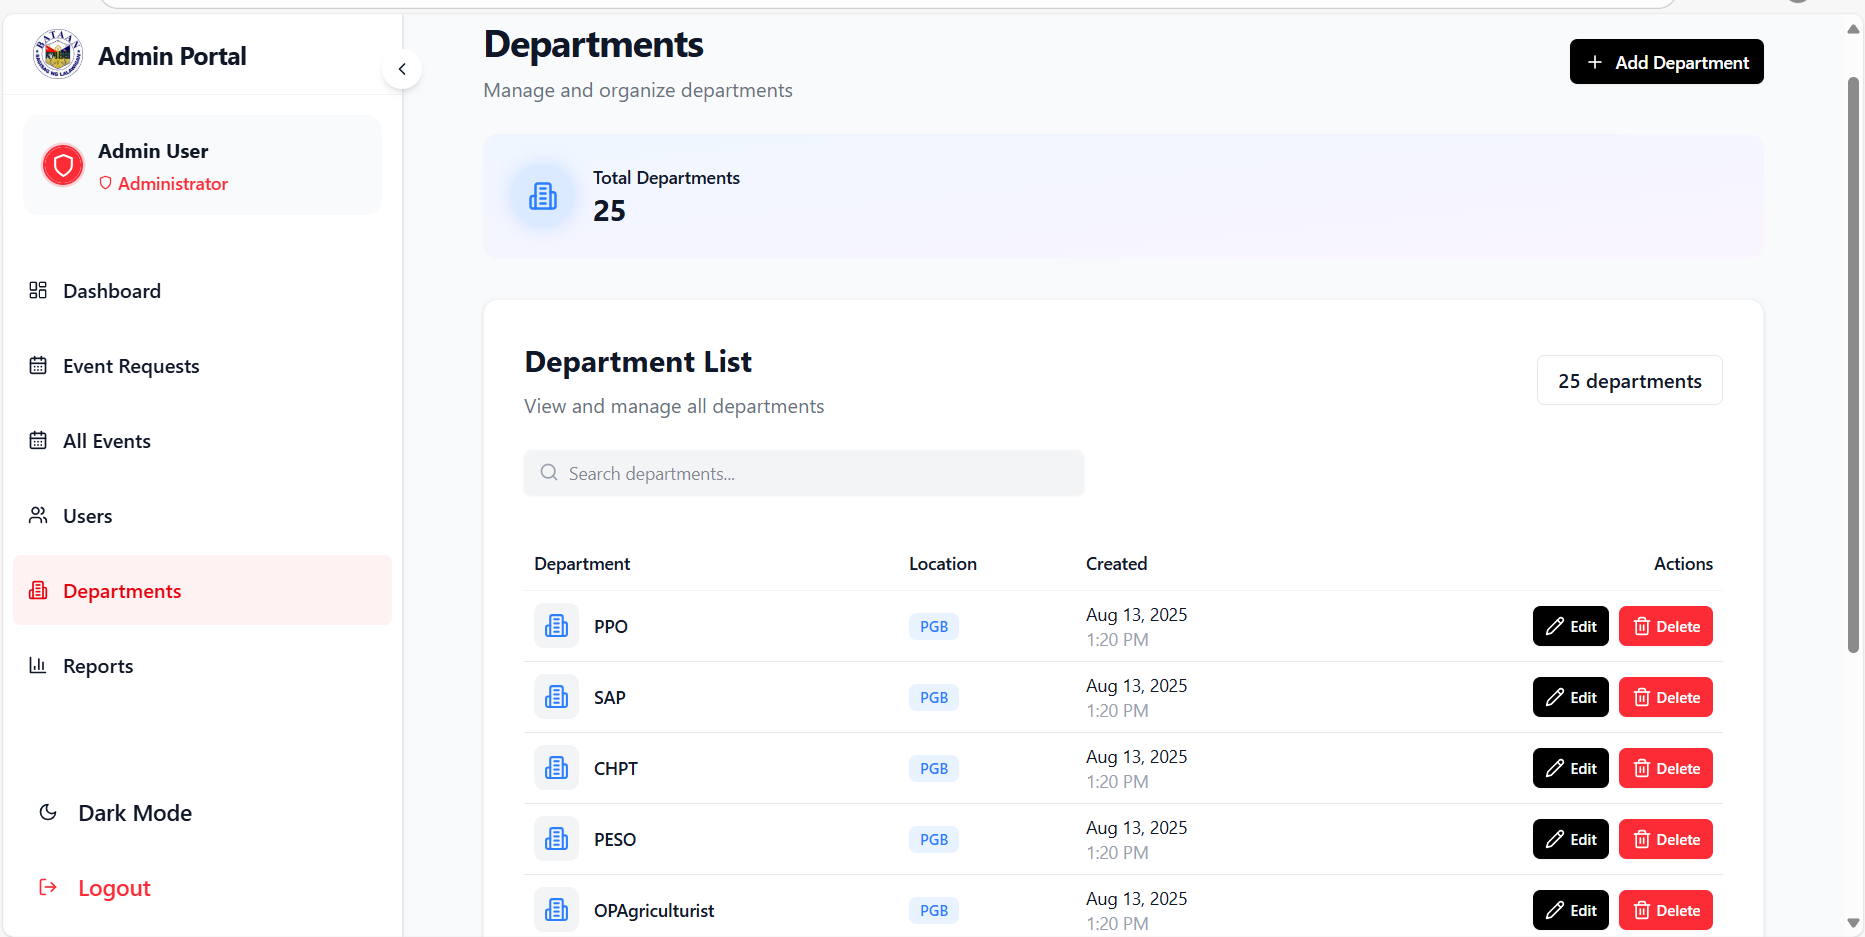 BATAAN
Admin Portal
Admin User
Administrator
Dashboard
Event Requests
All Events
Users
Departments
Reports
Dark Mode
Logout
Departments
Manage and organize departments
+ Add Department
Total Departments
25
Department List
View and manage all departments
25 departments
Search departments...
Department Location Created Actions
PPO PGB Aug 13, 2025 Edit Delete
1:20 PM
SAP PGB Aug 13, 2025 Edit Delete
1:20 PM
CHPT PGB Aug 13, 2025 Edit Delete
1:20 PM
PESO PGB Aug 13, 2025 Edit Delete
1:20 PM
OPAgriculturist PGB Aug 13, 2025 Edit Delete
1:20 PM